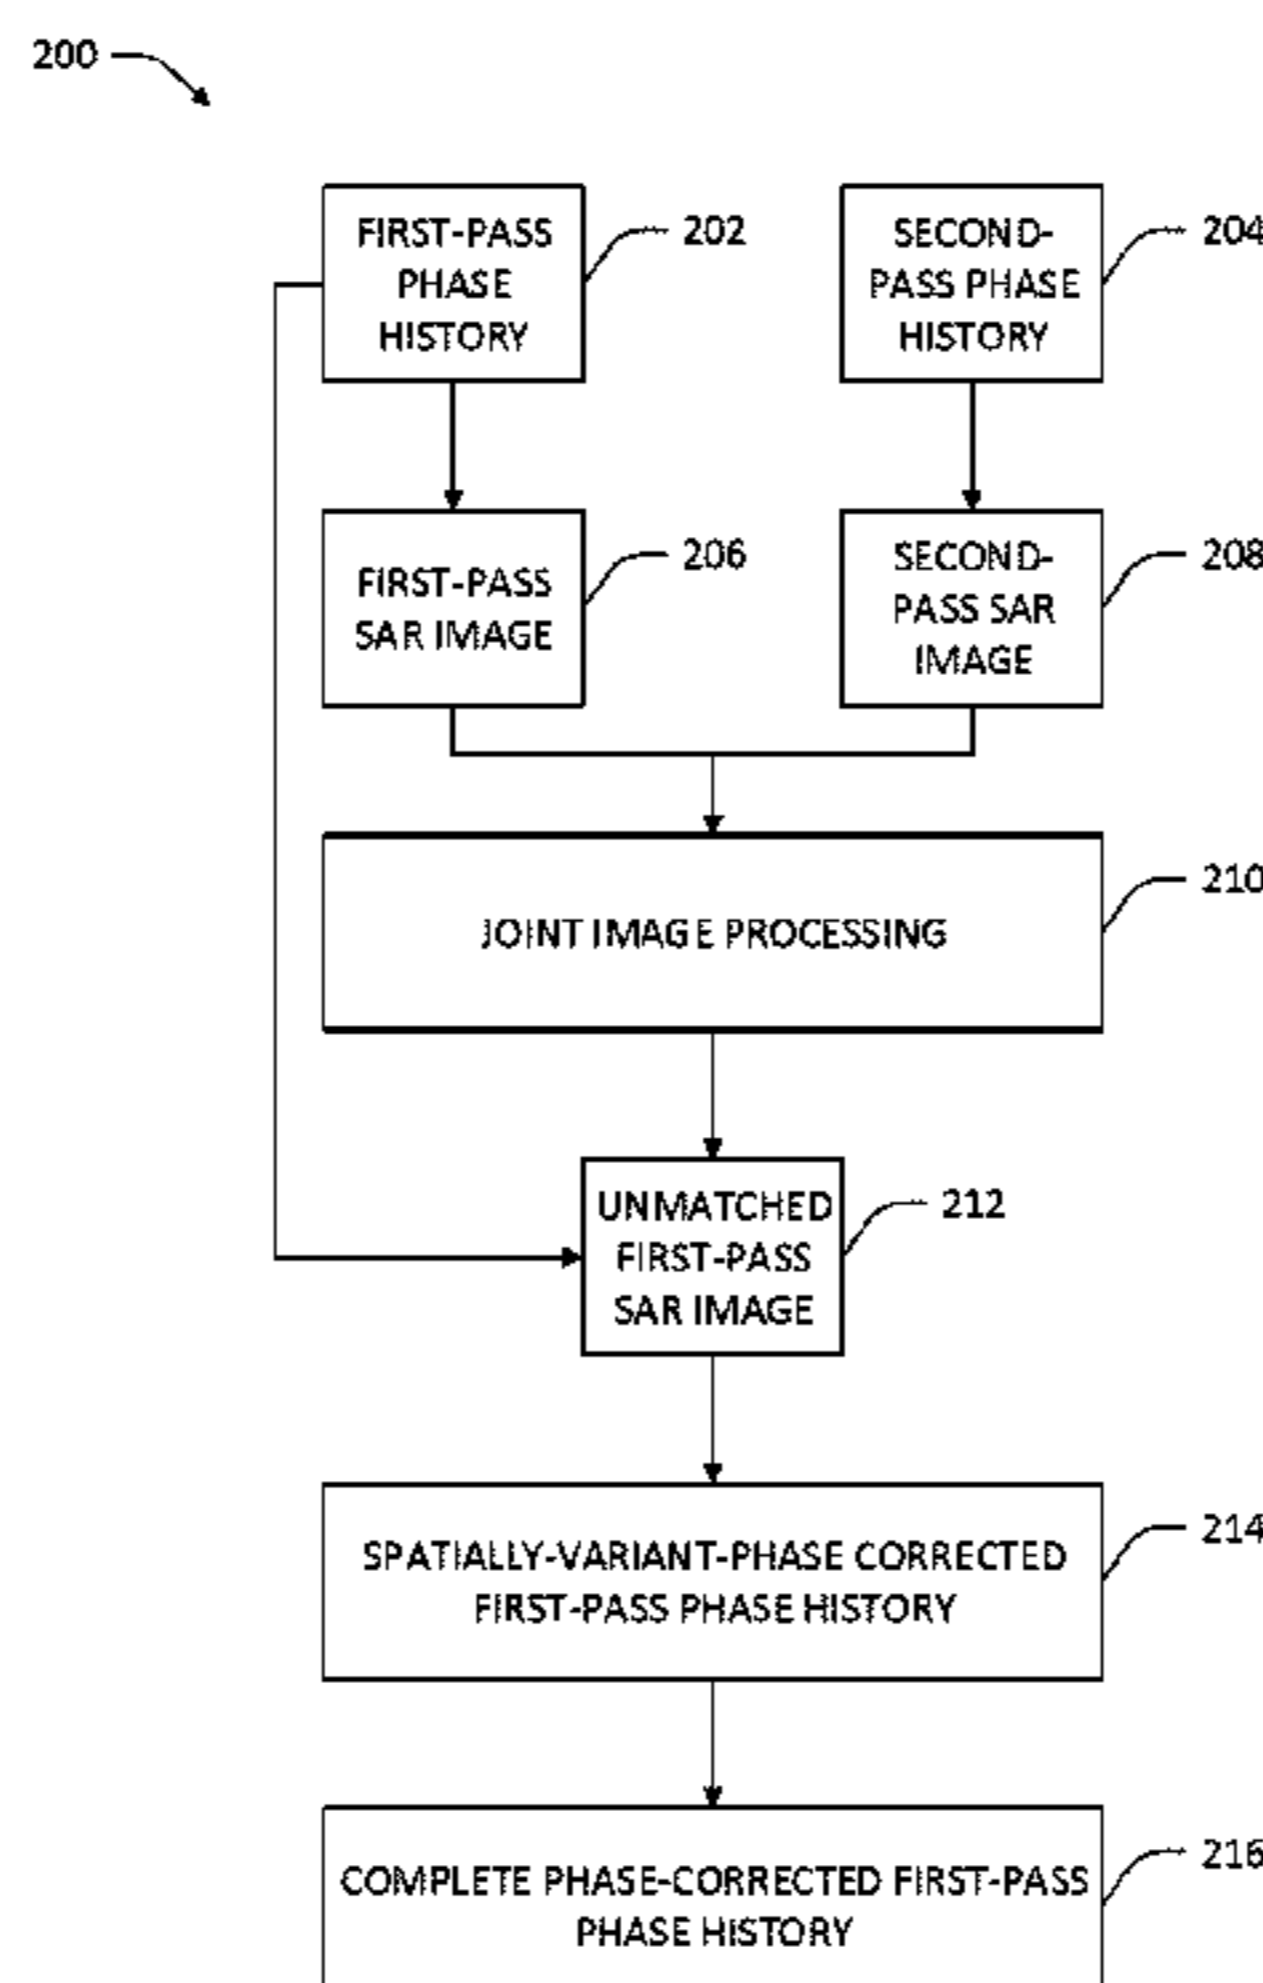 200
FIRST-PASS
PHASE
HISTORY
202
SECOND-
PASS PHASE
HISTORY
204
FIRST-PASS
SAR IMAGE
206
SECOND-
PASS SAR
IMAGE
208
JOINT IMAGE PROCESSING
210
UNMATCHED
FIRST-PASS
SAR IMAGE
212
SPATIALLY-VARIANT-PHASE CORRECTED
FIRST-PASS PHASE HISTORY
214
COMPLETE PHASE-CORRECTED FIRST-PASS
PHASE HISTORY
216